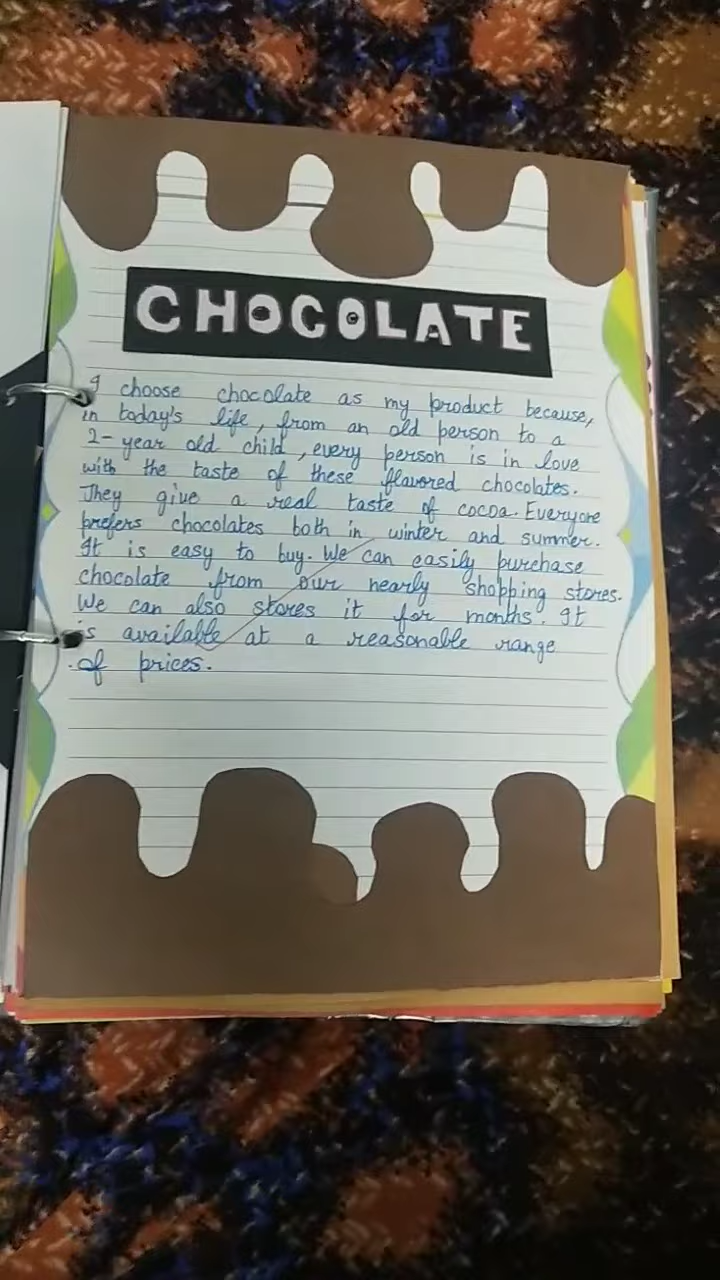 CHOCOLATE
I choose chocolate as my product because,
in today's life, from an old person to a
2-year old child, every person is in love
with the taste of these flavored chocolates.
They give a real taste of cocoa. Everyone
prefers chocolates both in winter and summer.
It is easy to buy. We can easily purchase
chocolate from our nearly shopping stores.
We can also stores it for months. It
is available at a reasonable range
of prices.